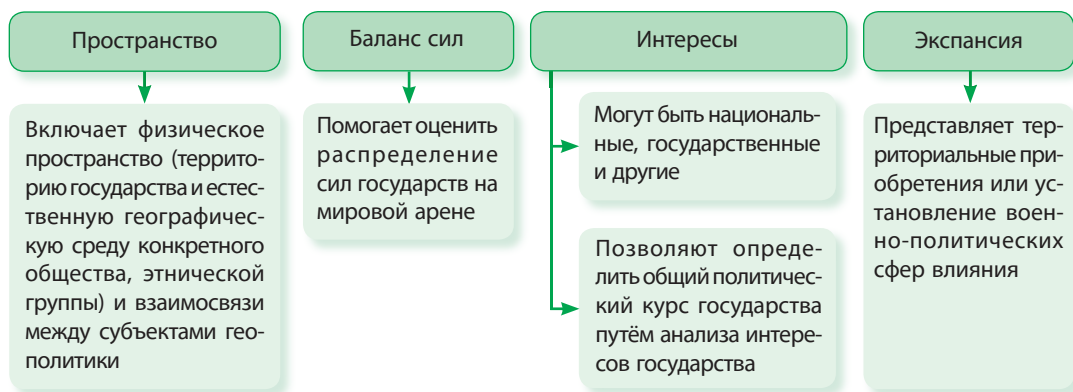 Пространство
Включает физическое
пространство (террито-
рию государства и естес-
твенную географичес-
кую среду конкретного
общества, этнической
группы) и взаимосвязи
между субъектами гео-
политики
Баланс сил
Помогает оценить
распределение
сил государств на
мировой арене
Интересы
Могут быть националь-
ные, государственные
и другие
Позволяют опреде-
лить общий политичес-
кий курс государства
путём анализа интере-
сов государства
Экспансия
Представляет тер-
риториальные при-
обретения или ус-
тановление воен-
но-политических
сфер влияния